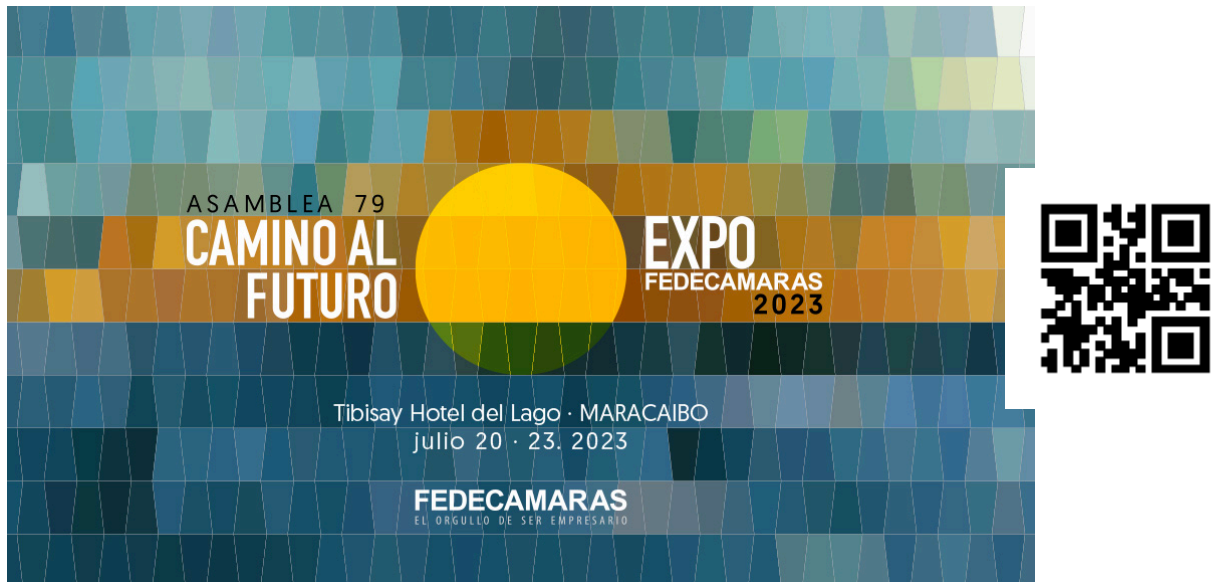 ASAMBLEA 79
CAMINO AL
FUTURO
EXPO
FEDECAMARAS
2023
Tibisay Hotel del Lago · MARACAIBO
julio 20 · 23. 2023
FEDECAMARAS
EL ORGULLO DE SER EMPRESARIO